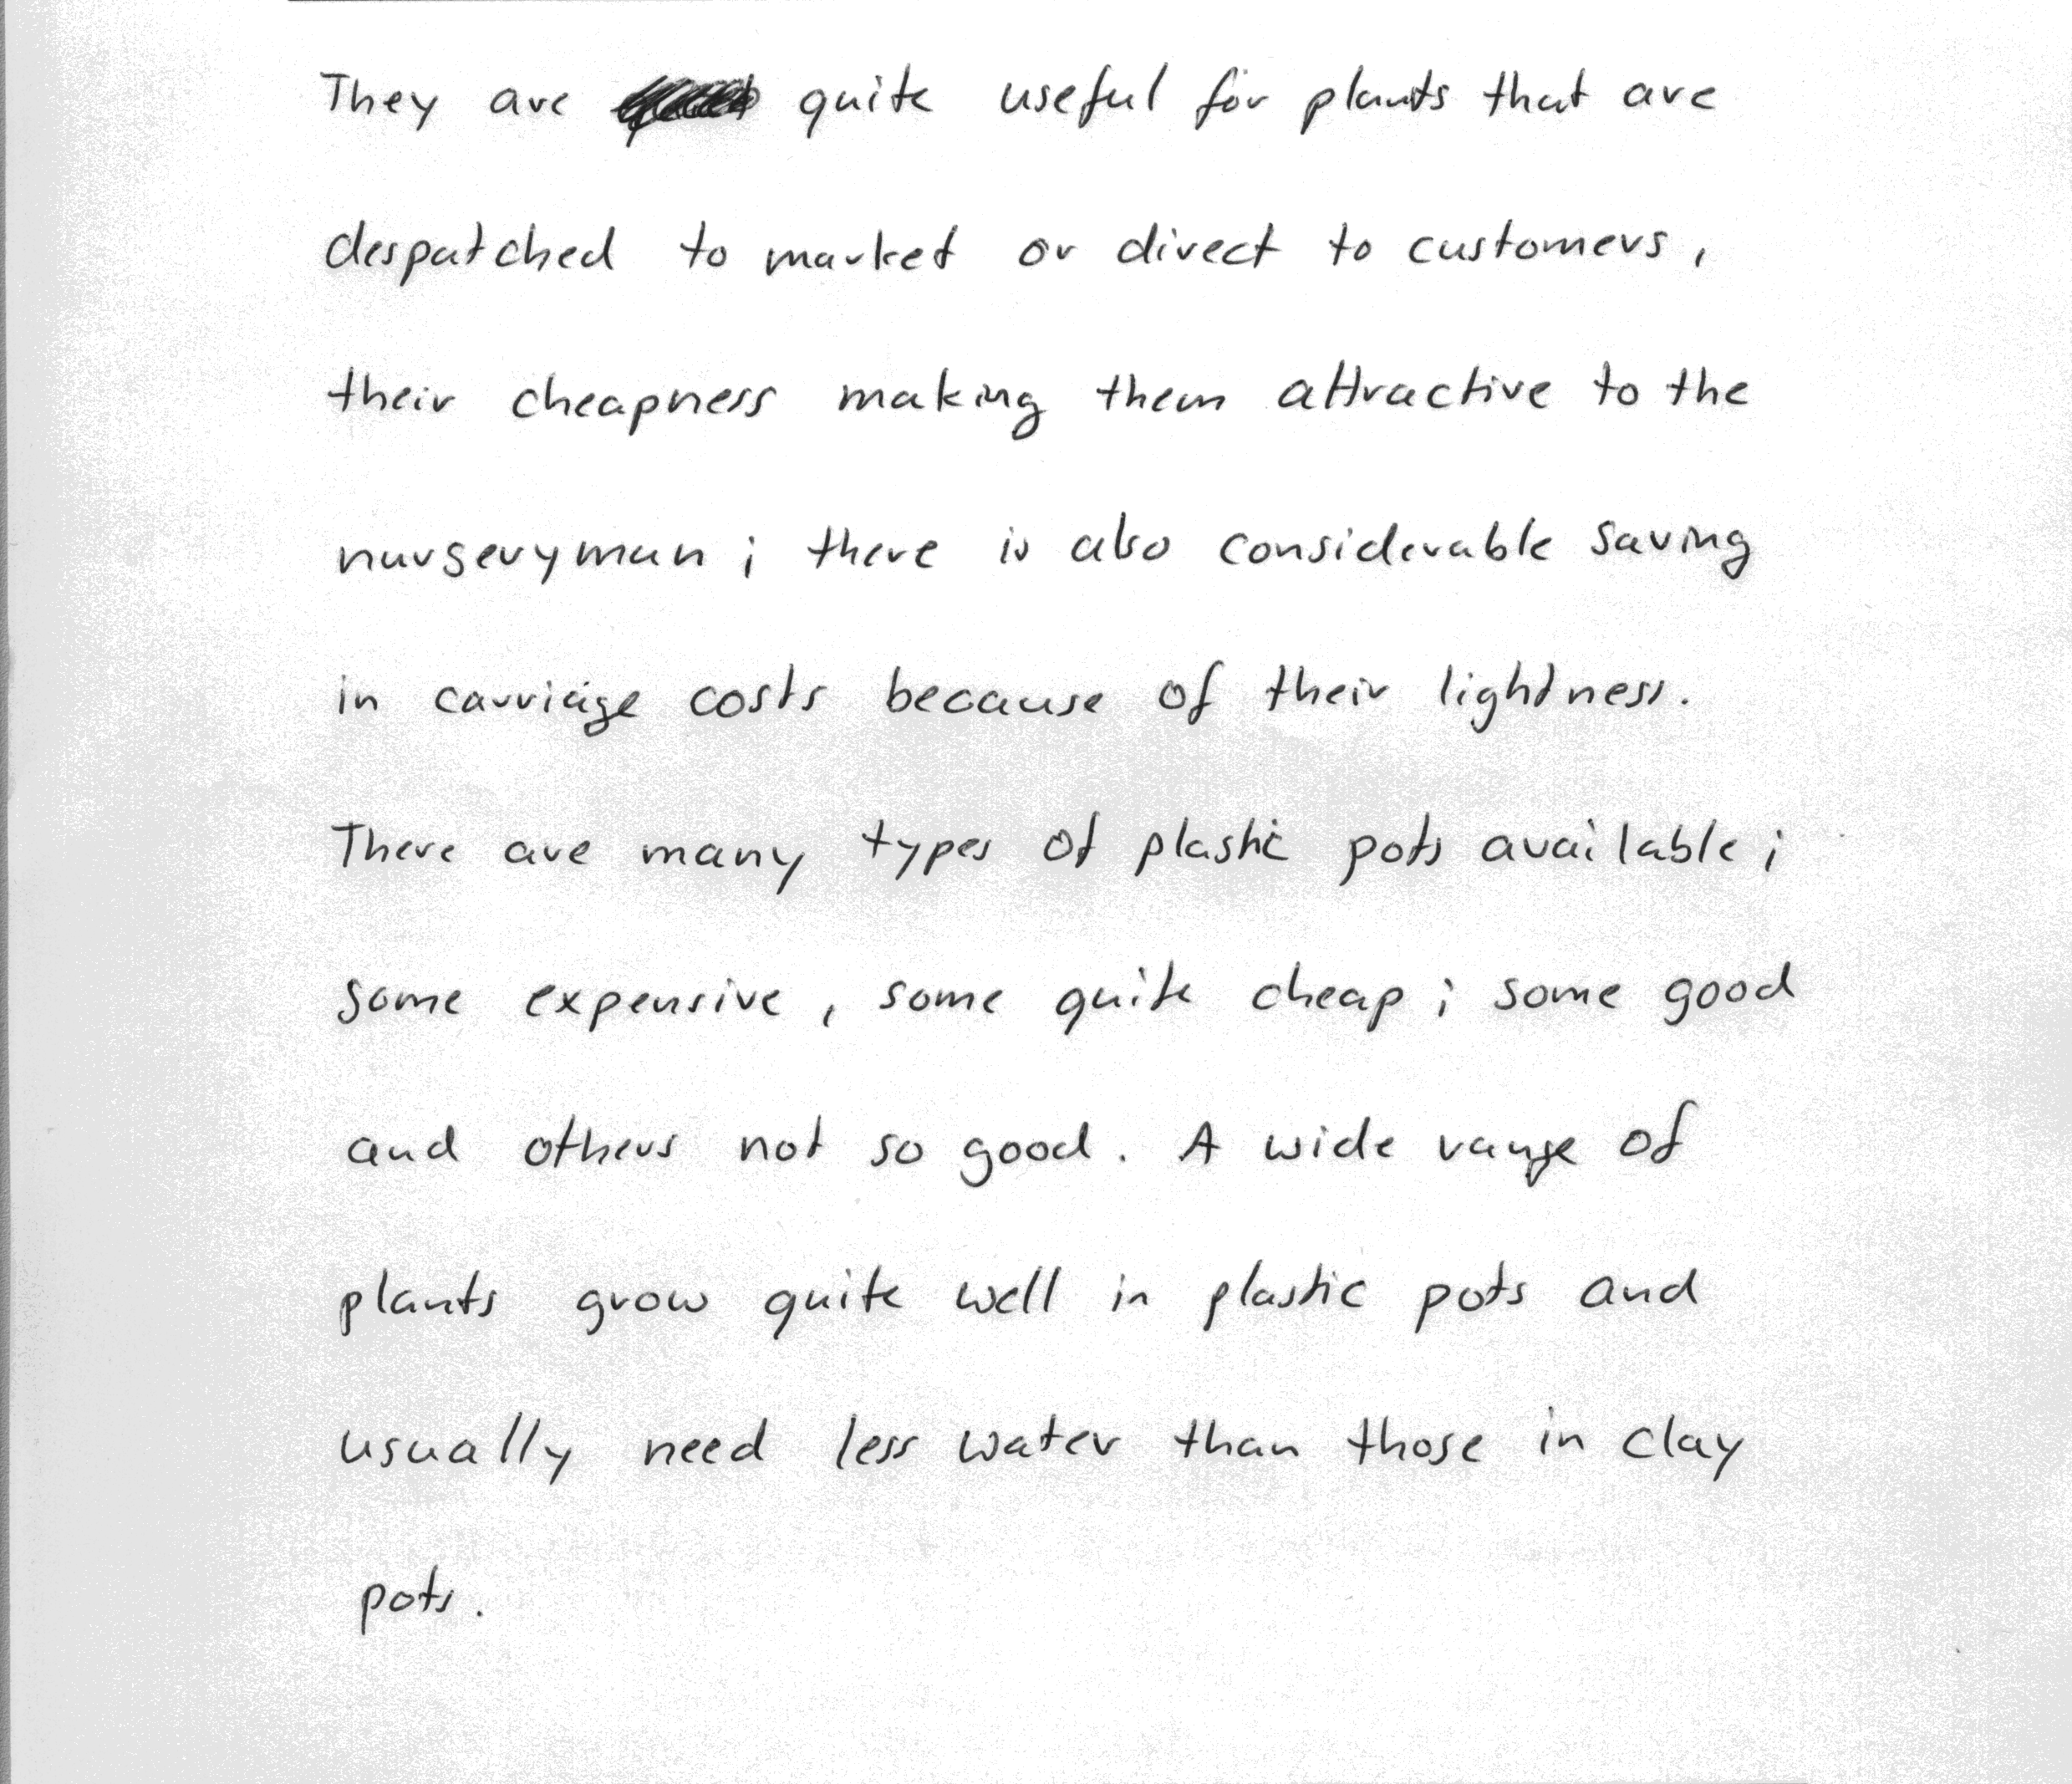 They are quite useful for plants that are
despatched to market or direct to customers,
their cheapness making them attractive to the
nurseryman; there is also considerable saving
in carriage costs because of their lightness.
There are many types of plastic pots available;
some expensive, some quite cheap; some good
and others not so good. A wide range of
plants grow quite well in plastic pots and
usually need less water than those in clay
pots.